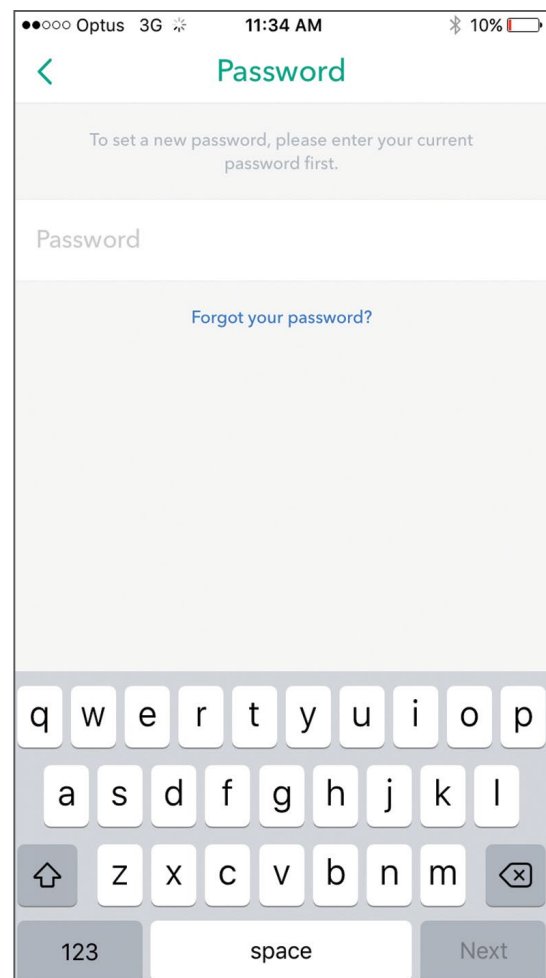 Optus 3G 11:34 AM 10%
Password
To set a new password, please enter your current
password first.
Password
Forgot your password?
q w e r t y u i o p
a s d f g h j k l
z x c v b n m
123 space Next